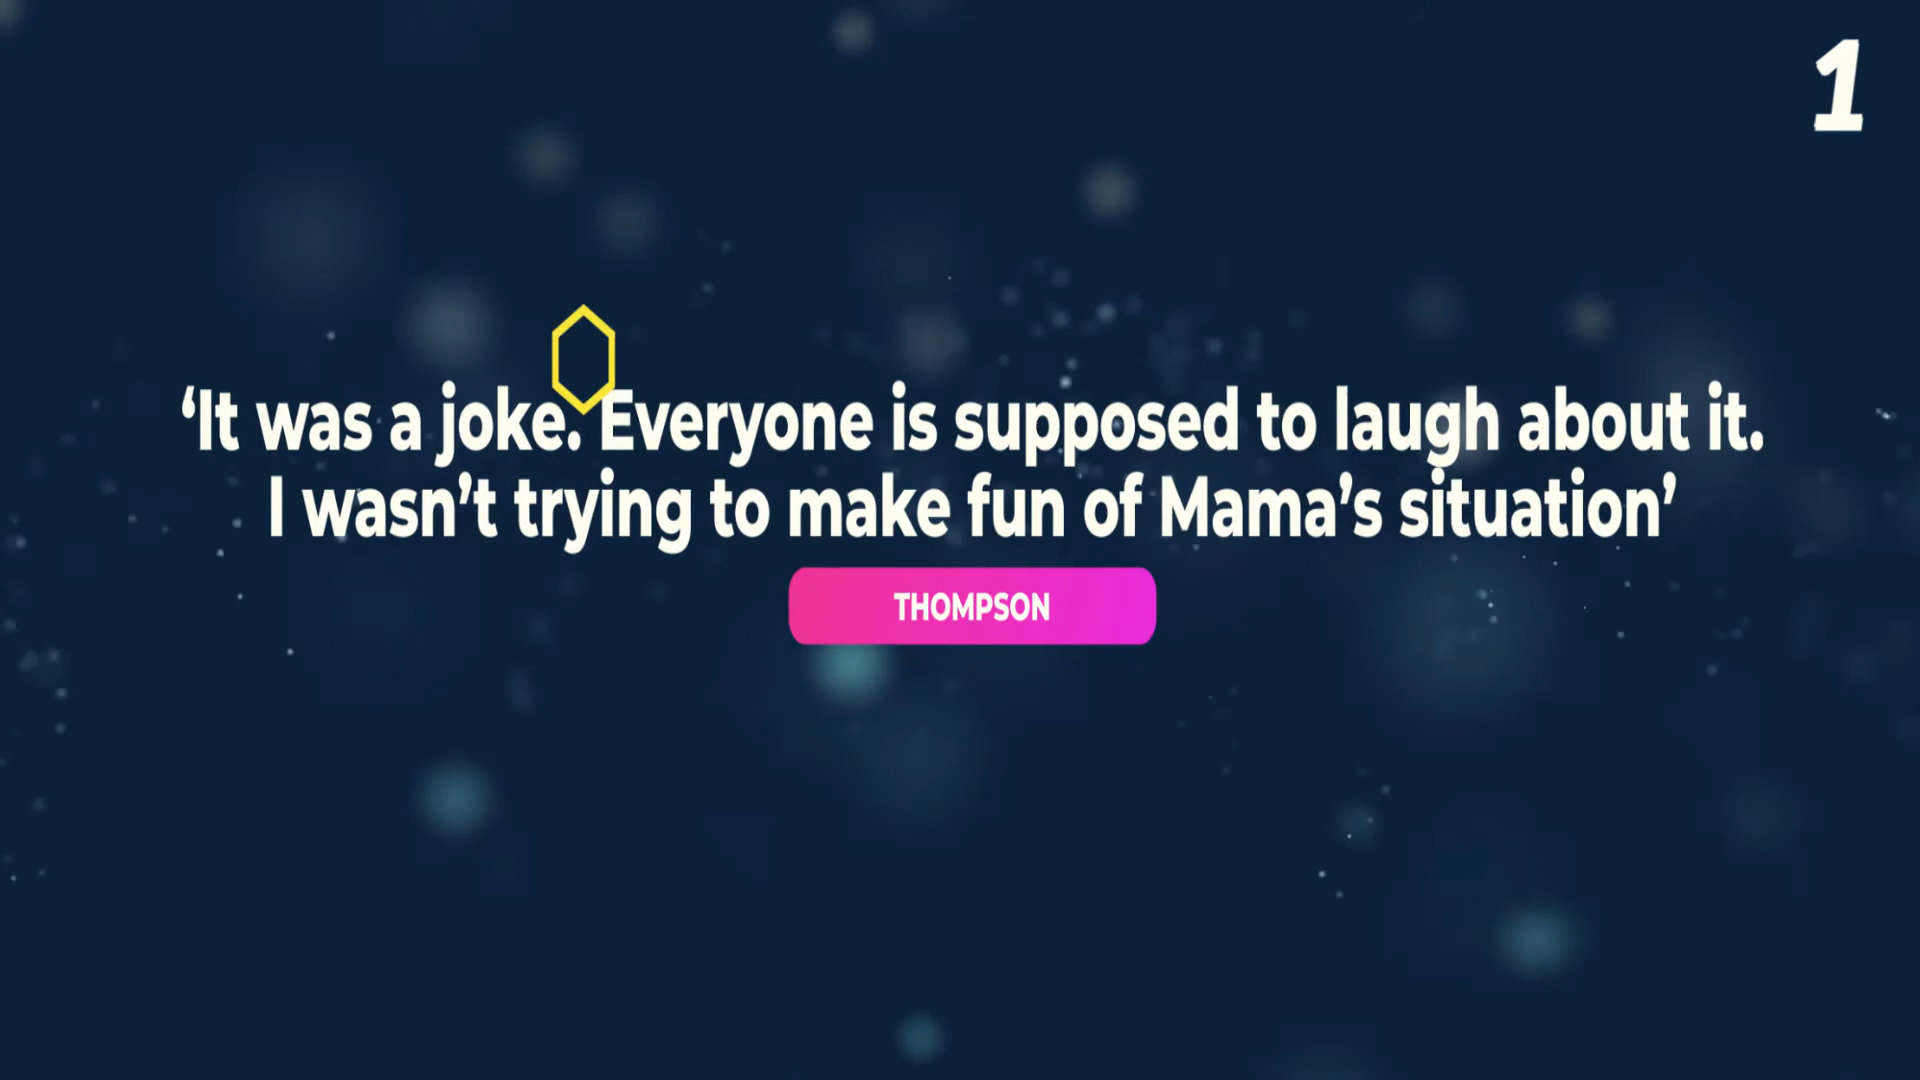 1
‘It was a joke. Everyone is supposed to laugh about it.
I wasn’t trying to make fun of Mama’s situation’
THOMPSON